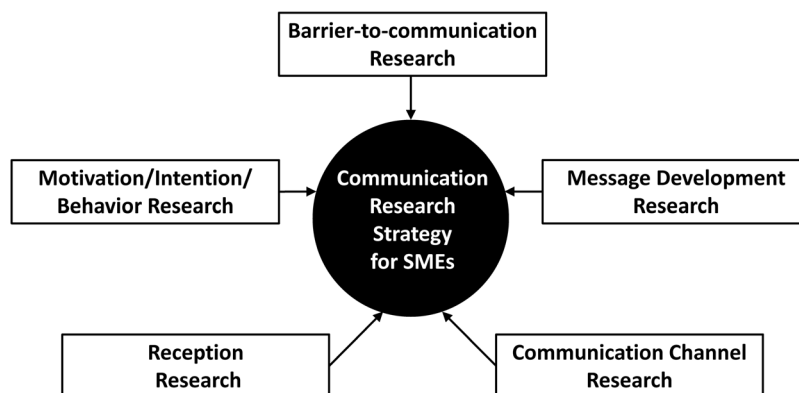 Barrier-to-communication
Research
Motivation/Intention/
Behavior Research
Communication
Research
Strategy
for SMEs
Message Development
Research
Reception
Research
Communication Channel
Research